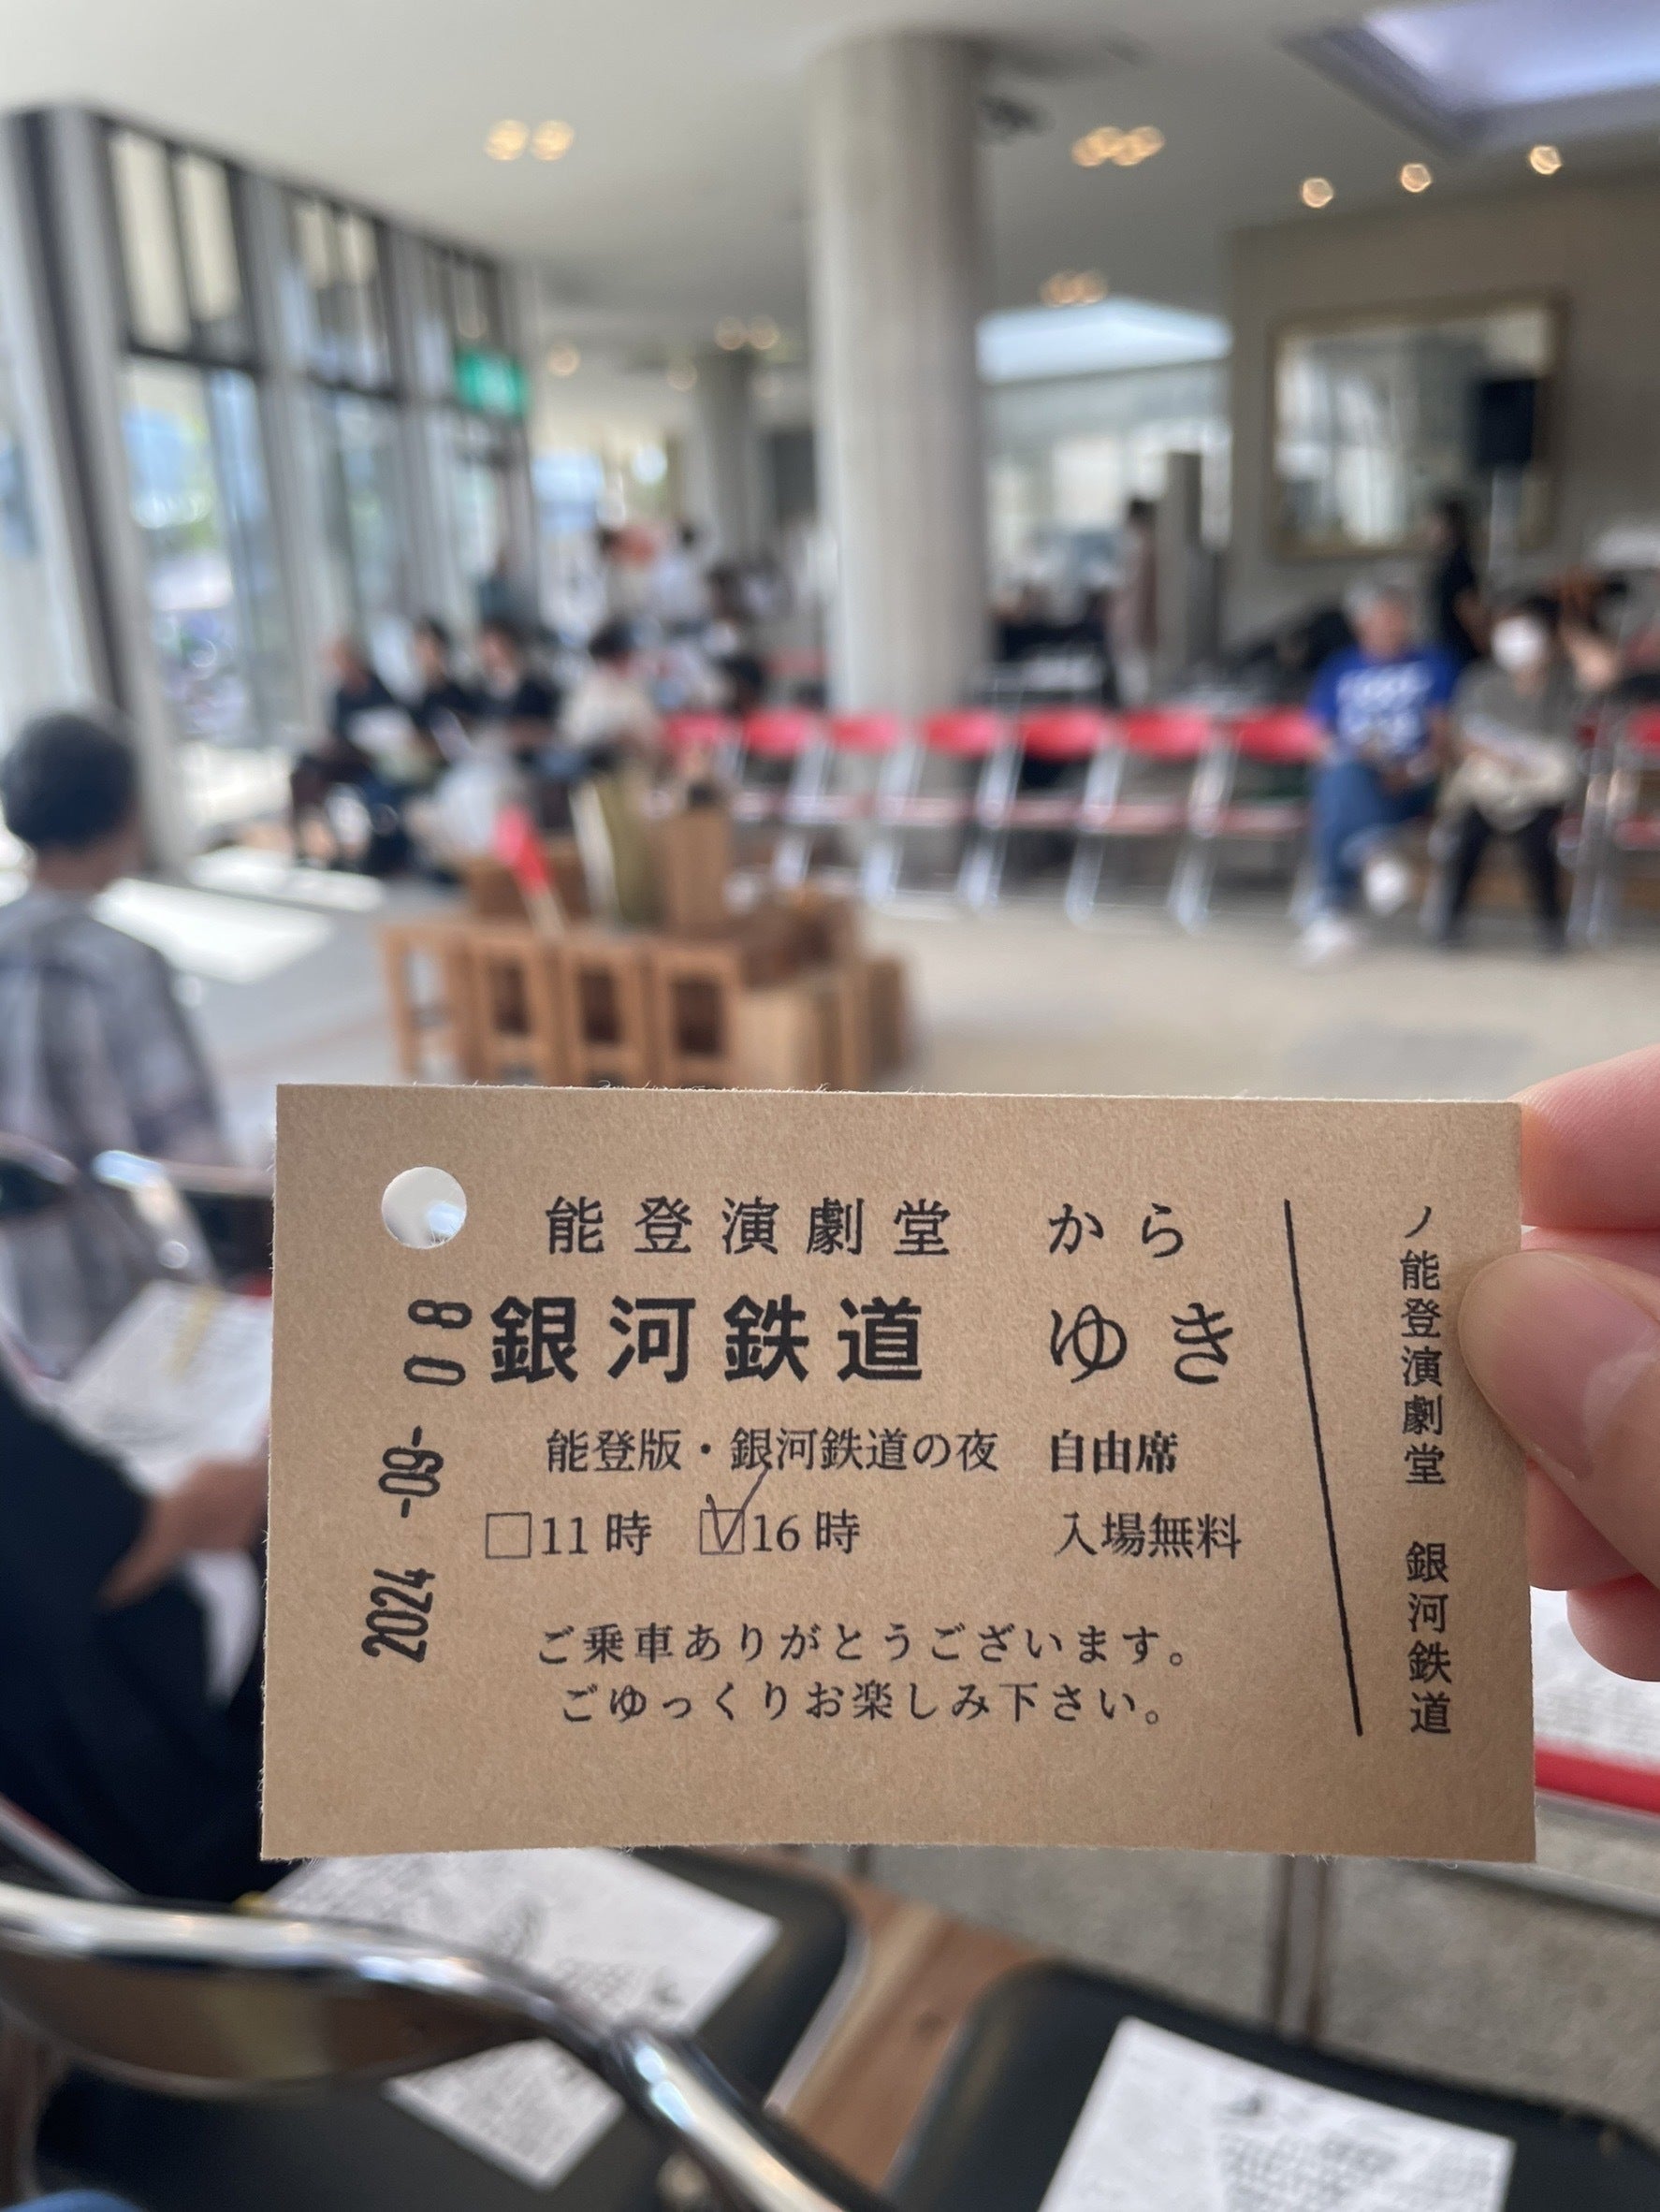 能登演劇堂 から
銀河鉄道 ゆき
能登版・銀河鉄道の夜 自由席
□11時 ☑16時 入場無料
ご乗車ありがとうございます。
ごゆっくりお楽しみ下さい。
2024-09-08
ノ能登演劇堂 銀河鉄道